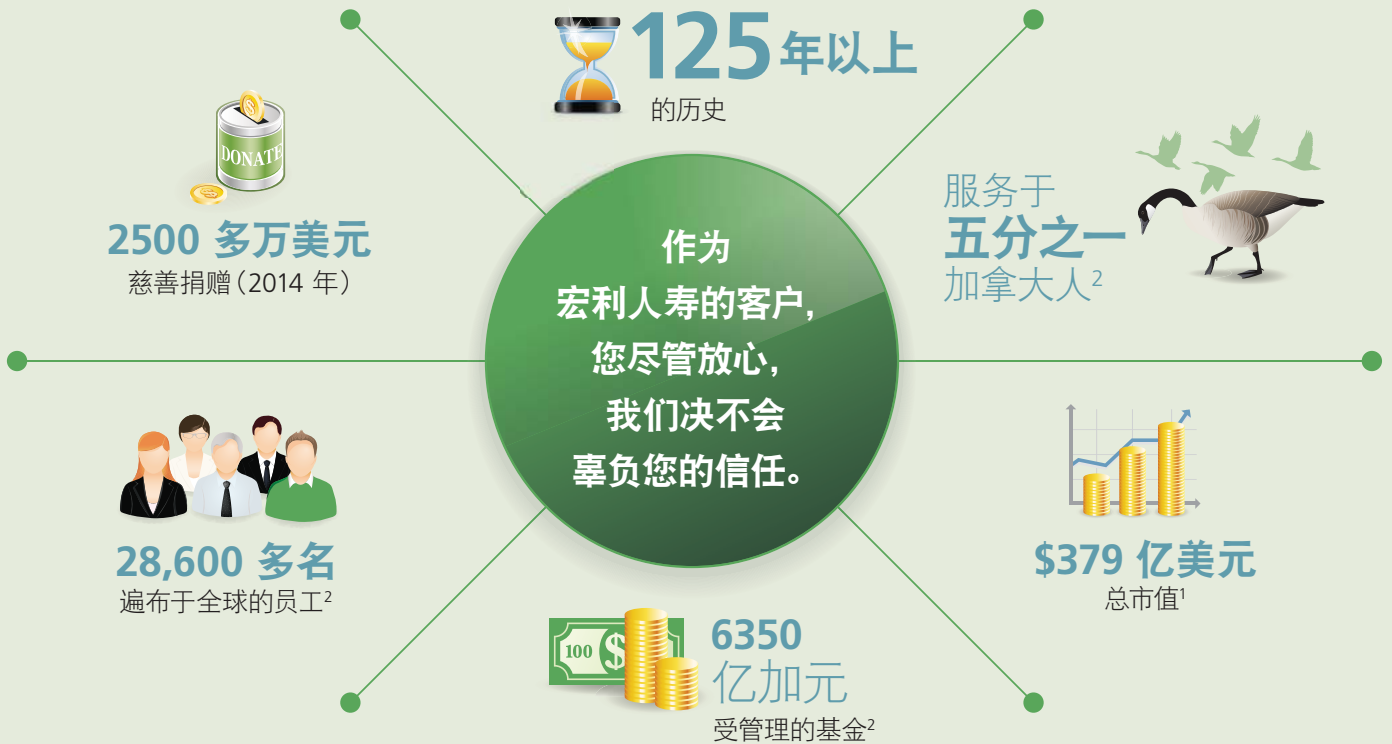 125 年以上
的历史
DONATE
2500 多万美元
慈善捐赠（2014 年）
服务于
五分之一
加拿大人2
作为
宏利人寿的客户，
您尽管放心，
我们决不会
辜负您的信任。
28,600 多名
遍布于全球的员工2
$379 亿美元
总市值1
100 $
6350
亿加元
受管理的基金2